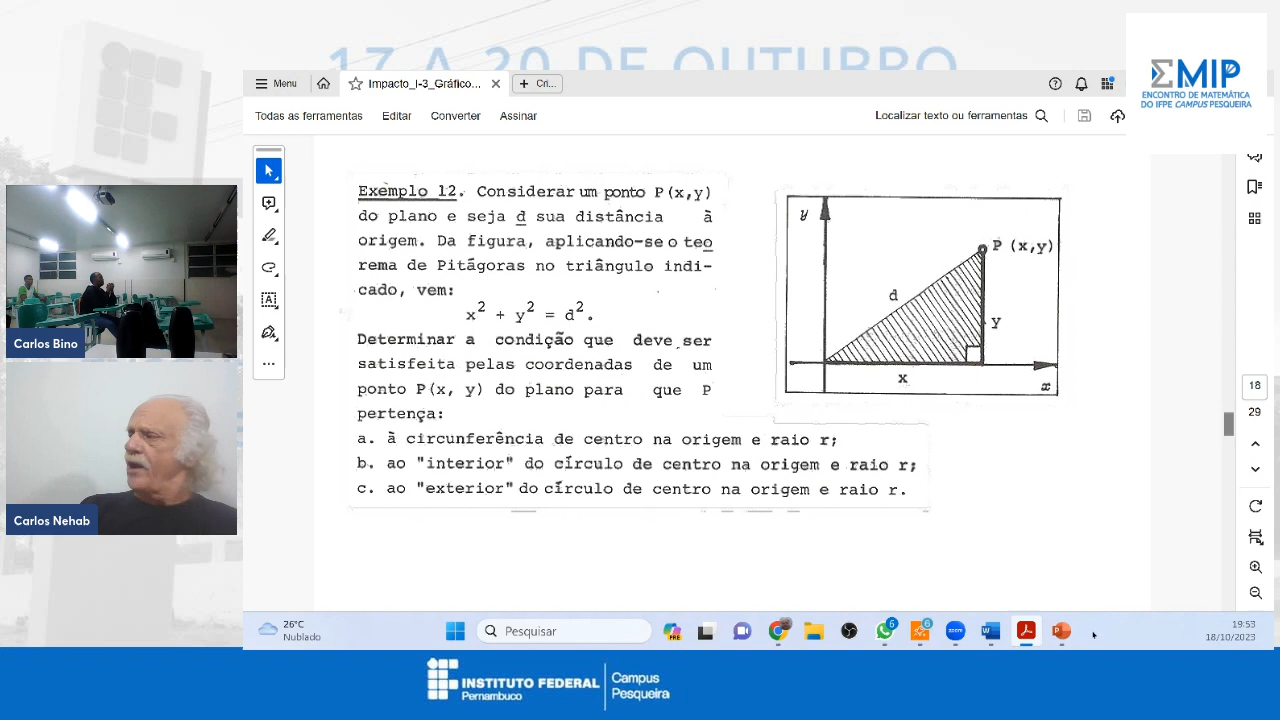 17 A 20 DE OUTUBRO
ΣMIP
ENCONTRO DE MATEMÁTICA
DO IFPE CAMPUS PESQUEIRA
Menu
Impacto_I-3_Gráfico...
Cri...
Todas as ferramentas
Editar
Converter
Assinar
Localizar texto ou ferramentas
Exemplo 12. Considerar um ponto P(x,y)
do plano e seja d sua distância à
origem. Da figura, aplicando-se o teo
rema de Pitágoras no triângulo indi-
cado, vem:
x² + y² = d².
Determinar a condição que deve ser
satisfeita pelas coordenadas de um
ponto P(x, y) do plano para que P
pertença:
a. à circunferência de centro na origem e raio r;
b. ao "interior" do círculo de centro na origem e raio r;
c. ao "exterior" do círculo de centro na origem e raio r.
y
P (x,y)
d
y
x
x
Carlos Bino
Carlos Nehab
18
29
26°C
Nublado
Pesquisar
PRE
6
6
zoom
19:53
18/10/2023
INSTITUTO FEDERAL
Pernambuco
Campus
Pesqueira